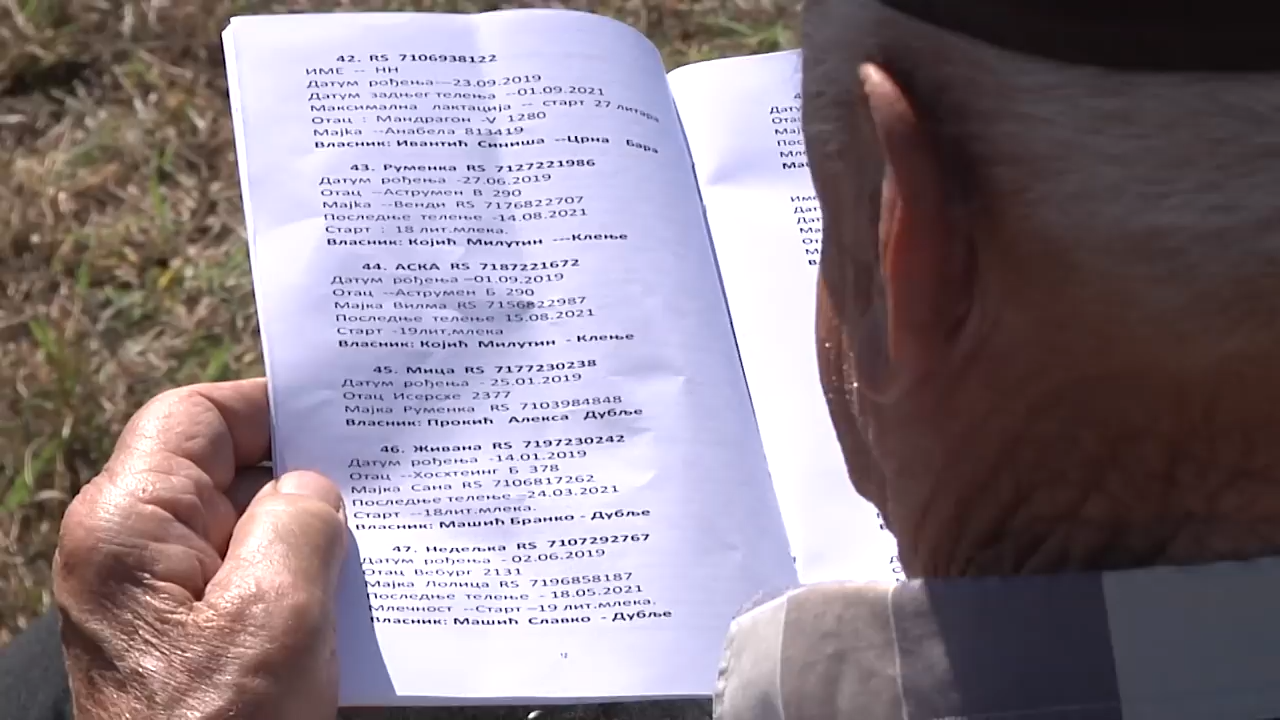 42. RS 7106938122
ИМЕ -- НН
Датум рођења—23.09.2019
Датум задњег телења --01.09.2021
Максимална лактација -- старт 27 литара
Отац : Мандрагон -V 1280
Мајка --Анабела 813419
Власник: Ивантић Синиша --Црна Бара
43. Руменка RS 7127221986
Датум рођења -27.06.2019
Отац --Аструмен В 290
Мајка --Венди RS 7176822707
Последње телење -14.08.2021
Старт : 18 лит.млека.
Власник: Којић Милутин ---Клење
44. АСКА RS 7187221672
Датум рођења –01.09.2019
Отац --Аструмен Б 290
Мајка Вилма RS 7156822987
Последње телење 15.08.2021
Старт -19лит,млека
Власник: Којић Милутин - Клење
45. Мица RS 7177230238
Датум рођења - 25.01.2019
Отац Исерсхе 2377
Мајка Руменка RS 7103984848
Власник: Прокић Алекса Дубље
46. Живана RS 7197230242
Датум рођења -14.01.2019
Отац --Хосхтеинг Б 378
Мајка Сана RS 7106817262
Последње телење –24.03.2021
Старт --18лит.млека.
Власник: Машић Бранко - Дубље
47. Недељка RS 7107292767
Датум рођења - 02.06.2019
Отац Вебург 2131
Мајка Лолица RS 7196858187
Последње телење - 18.05.2021
Млечност --Старт –19 лит.млека.
Власник: Машић Славко - Дубље
12